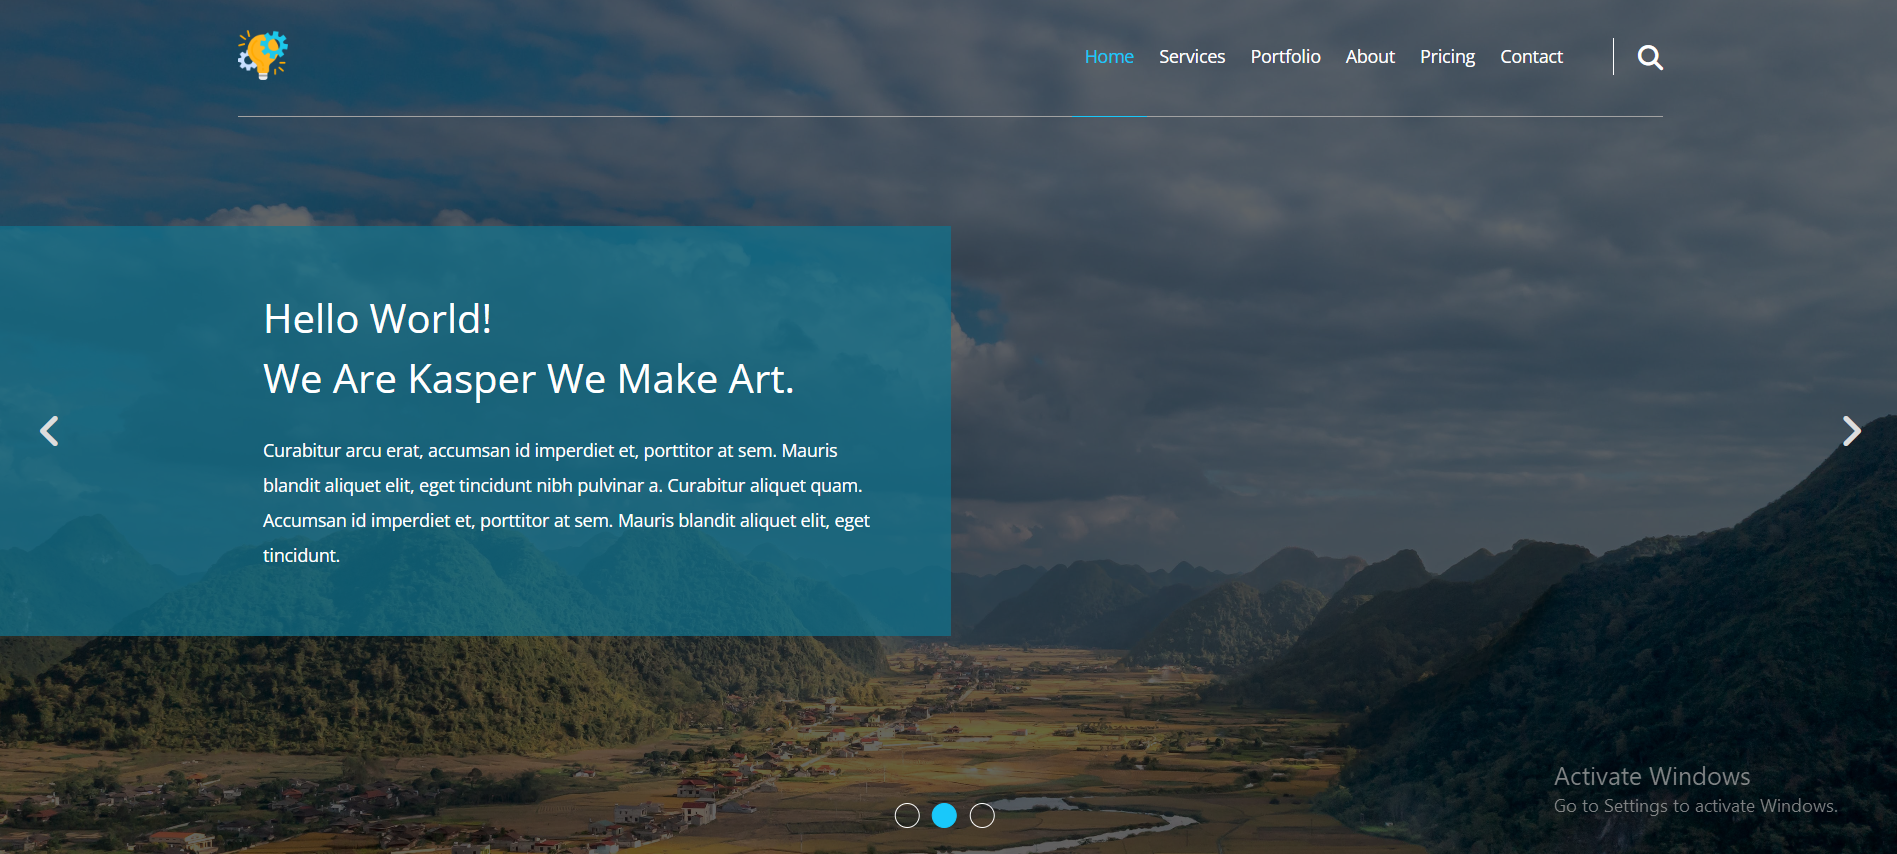 Home Services Portfolio About Pricing Contact
Hello World!
We Are Kasper We Make Art.
Curabitur arcu erat, accumsan id imperdiet et, porttitor at sem. Mauris
blandit aliquet elit, eget tincidunt nibh pulvinar a. Curabitur aliquet quam.
Accumsan id imperdiet et, porttitor at sem. Mauris blandit aliquet elit, eget
tincidunt.
Activate Windows
Go to Settings to activate Windows.